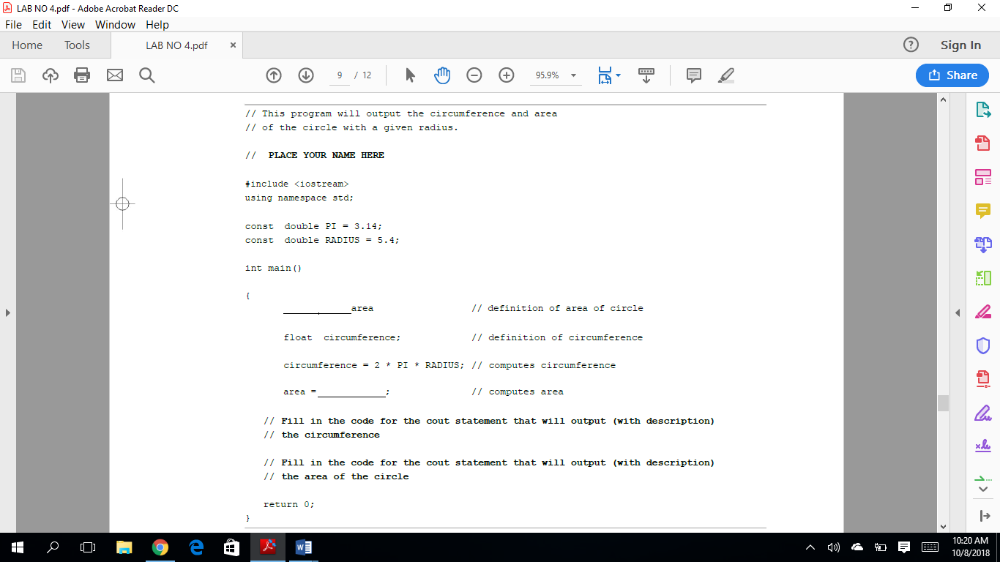 LAB NO 4.pdf - Adobe Acrobat Reader DC
File Edit View Window Help
Home Tools LAB NO 4.pdf × ? Sign In
9 / 12 95.9% Share
// This program will output the circumference and area
// of the circle with a given radius.
// PLACE YOUR NAME HERE
#include <iostream>
using namespace std;
const double PI = 3.14;
const double RADIUS = 5.4;
int main()
{
____________area // definition of area of circle
float circumference; // definition of circumference
circumference = 2 * PI * RADIUS; // computes circumference
area =____________; // computes area
// Fill in the code for the cout statement that will output (with description)
// the circumference
// Fill in the code for the cout statement that will output (with description)
// the area of the circle
return 0;
}
10:20 AM
10/8/2018